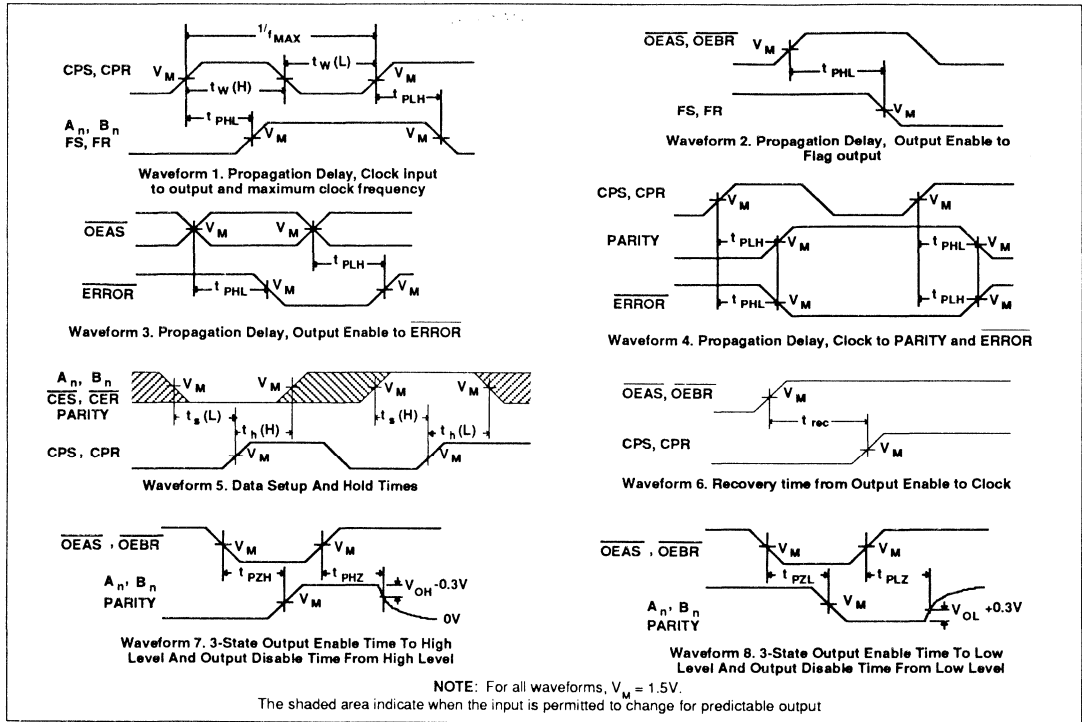 1/fMAX
tW(L)
CPS, CPR
VM
VM
tW(H)
tPLH
tPHL
An, Bn
FS, FR
VM
VM
Waveform 1. Propagation Delay, Clock input
to output and maximum clock frequency
OEAS, OEBR
VM
tPHL
FS, FR
VM
Waveform 2. Propagation Delay, Output Enable to
Flag output
OEAS
VM
VM
tPLH
tPHL
ERROR
VM
VM
Waveform 3. Propagation Delay, Output Enable to ERROR
CPS, CPR
VM
VM
PARITY
tPLH
VM
tPHL
VM
ERROR
tPHL
VM
tPLH
VM
Waveform 4. Propagation Delay, Clock to PARITY and ERROR
An, Bn
CES, CER
PARITY
VM
VM
VM
VM
ts(L)
th(H)
ts(H)
th(L)
CPS, CPR
VM
VM
Waveform 5. Data Setup And Hold Times
OEAS, OEBR
VM
trec
CPS, CPR
VM
Waveform 6. Recovery time from Output Enable to Clock
OEAS, OEBR
VM
VM
tPZH
tPHZ
An, Bn
PARITY
VM
VOH-0.3V
0V
Waveform 7. 3-State Output Enable Time To High
Level And Output Disable Time From High Level
OEAS, OEBR
VM
VM
tPZL
tPLZ
An, Bn
PARITY
VM
VOL +0.3V
Waveform 8. 3-State Output Enable Time To Low
Level And Output Disable Time From Low Level
NOTE: For all waveforms, VM = 1.5V.
The shaded area indicate when the input is permitted to change for predictable output